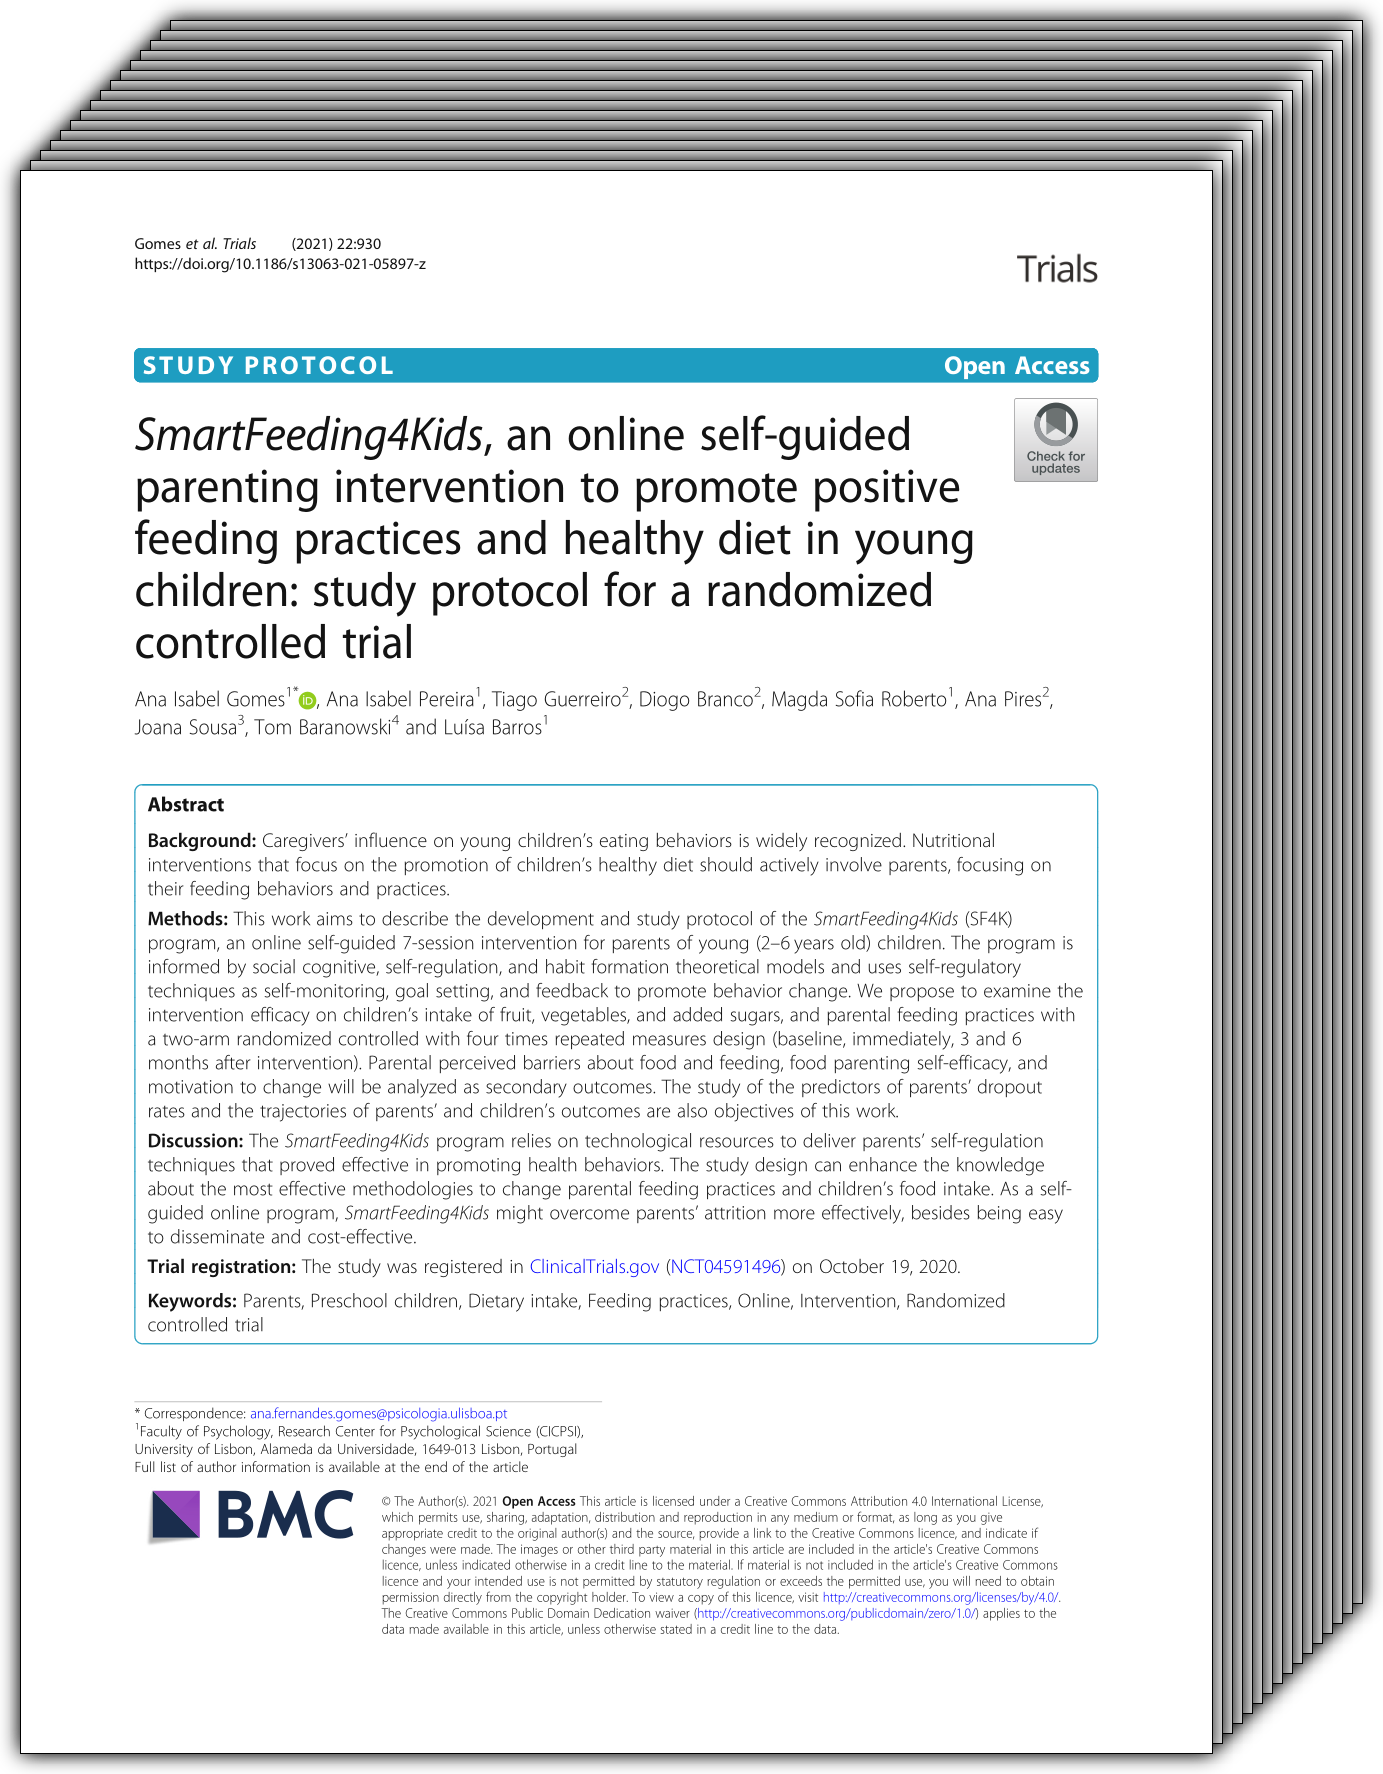 Gomes et al. Trials (2021) 22:930
https://doi.org/10.1186/s13063-021-05897-z
Trials
STUDY PROTOCOL Open Access
SmartFeeding4Kids, an online self-guided
parenting intervention to promote positive
feeding practices and healthy diet in young
children: study protocol for a randomized
controlled trial
Check for
updates
Ana Isabel Gomes1* iD, Ana Isabel Pereira1, Tiago Guerreiro2, Diogo Branco2, Magda Sofia Roberto1, Ana Pires2,
Joana Sousa3, Tom Baranowski4 and Luísa Barros1
Abstract
Background: Caregivers’ influence on young children’s eating behaviors is widely recognized. Nutritional
interventions that focus on the promotion of children’s healthy diet should actively involve parents, focusing on
their feeding behaviors and practices.
Methods: This work aims to describe the development and study protocol of the SmartFeeding4Kids (SF4K)
program, an online self-guided 7-session intervention for parents of young (2–6 years old) children. The program is
informed by social cognitive, self-regulation, and habit formation theoretical models and uses self-regulatory
techniques as self-monitoring, goal setting, and feedback to promote behavior change. We propose to examine the
intervention efficacy on children’s intake of fruit, vegetables, and added sugars, and parental feeding practices with
a two-arm randomized controlled with four times repeated measures design (baseline, immediately, 3 and 6
months after intervention). Parental perceived barriers about food and feeding, food parenting self-efficacy, and
motivation to change will be analyzed as secondary outcomes. The study of the predictors of parents’ dropout
rates and the trajectories of parents’ and children’s outcomes are also objectives of this work.
Discussion: The SmartFeeding4Kids program relies on technological resources to deliver parents’ self-regulation
techniques that proved effective in promoting health behaviors. The study design can enhance the knowledge
about the most effective methodologies to change parental feeding practices and children’s food intake. As a self-
guided online program, SmartFeeding4Kids might overcome parents’ attrition more effectively, besides being easy
to disseminate and cost-effective.
Trial registration: The study was registered in ClinicalTrials.gov (NCT04591496) on October 19, 2020.
Keywords: Parents, Preschool children, Dietary intake, Feeding practices, Online, Intervention, Randomized
controlled trial
* Correspondence: ana.fernandes.gomes@psicologia.ulisboa.pt
1Faculty of Psychology, Research Center for Psychological Science (CICPSI),
University of Lisbon, Alameda da Universidade, 1649-013 Lisbon, Portugal
Full list of author information is available at the end of the article
BMC
© The Author(s). 2021 Open Access This article is licensed under a Creative Commons Attribution 4.0 International License,
which permits use, sharing, adaptation, distribution and reproduction in any medium or format, as long as you give
appropriate credit to the original author(s) and the source, provide a link to the Creative Commons licence, and indicate if
changes were made. The images or other third party material in this article are included in the article's Creative Commons
licence, unless indicated otherwise in a credit line to the material. If material is not included in the article's Creative Commons
licence and your intended use is not permitted by statutory regulation or exceeds the permitted use, you will need to obtain
permission directly from the copyright holder. To view a copy of this licence, visit http://creativecommons.org/licenses/by/4.0/.
The Creative Commons Public Domain Dedication waiver (http://creativecommons.org/publicdomain/zero/1.0/) applies to the
data made available in this article, unless otherwise stated in a credit line to the data.